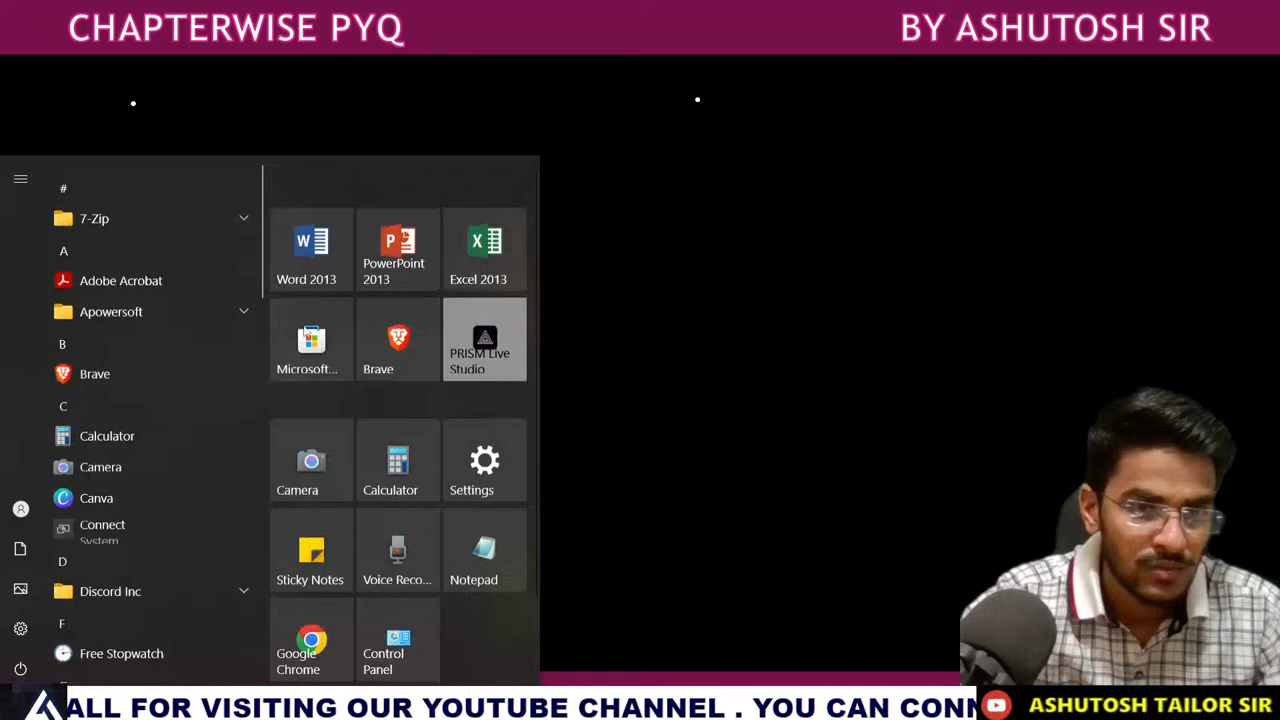 CHAPTERWISE PYQ
BY ASHUTOSH SIR
#
7-Zip
A
Adobe Acrobat
Apowersoft
B
Brave
C
Calculator
Camera
Canva
Connect
System
D
Discord Inc
F
Free Stopwatch
Word 2013
PowerPoint
2013
Excel 2013
Microsoft...
Brave
PRISM Live
Studio
Camera
Calculator
Settings
Sticky Notes
Voice Reco...
Notepad
Google
Chrome
Control
Panel
ALL FOR VISITING OUR YOUTUBE CHANNEL . YOU CAN CONN
ASHUTOSH TAILOR SIR